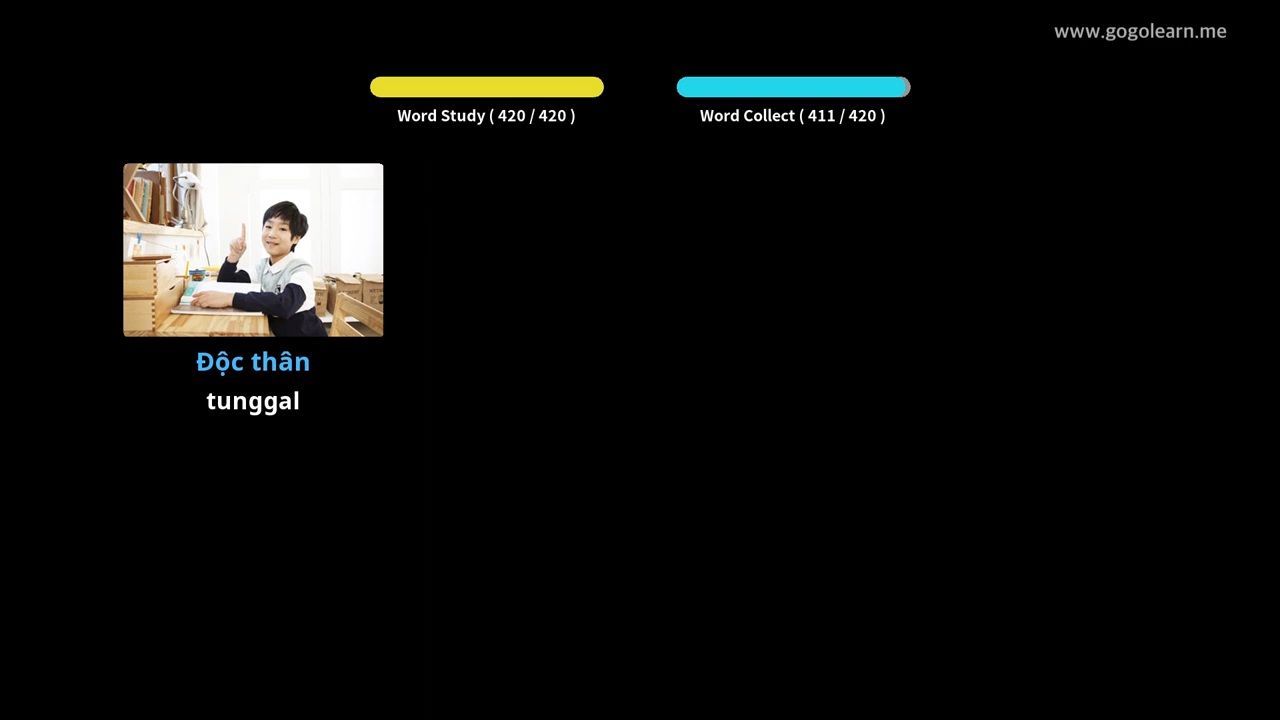 www.gogolearn.me
Word Study ( 420 / 420 )
Word Collect ( 411 / 420 )
Độc thân
tunggal